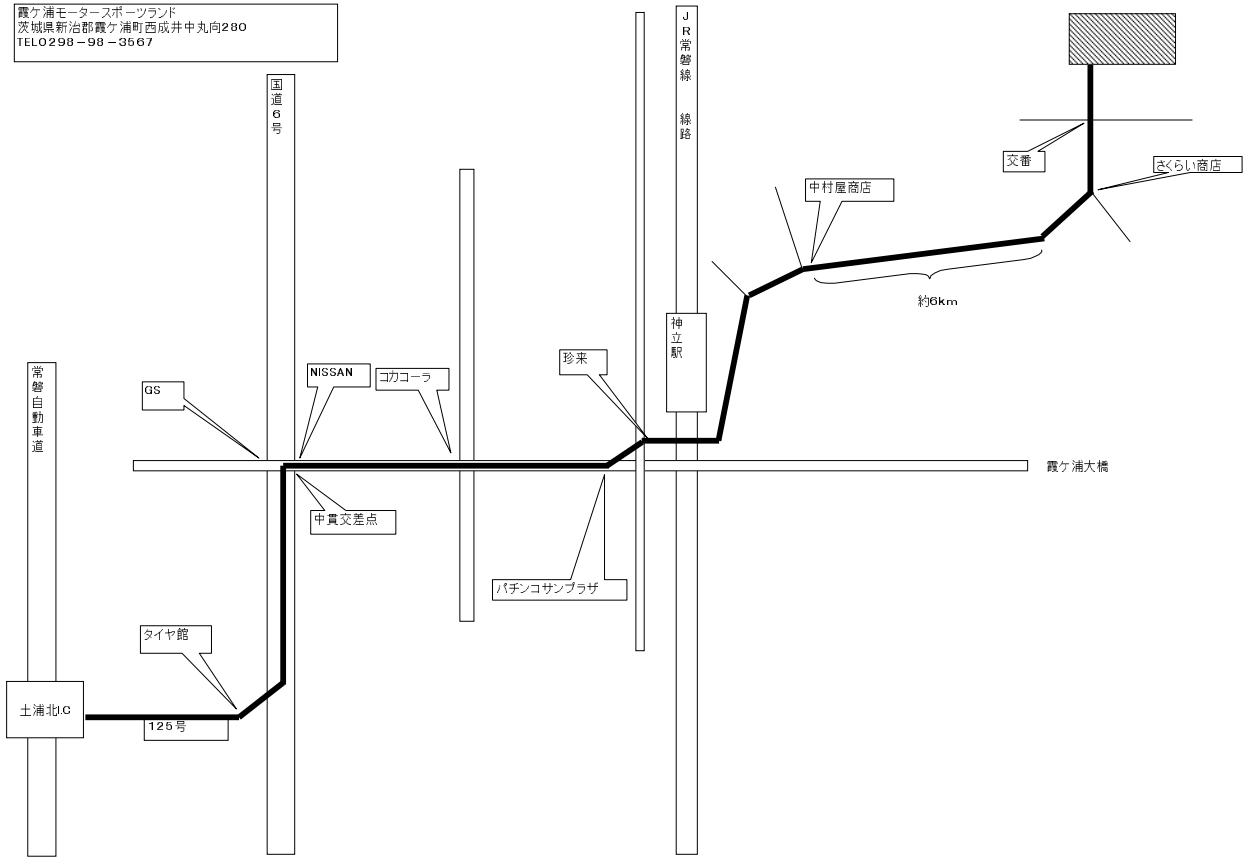 霞ケ浦モータースポーツランド
茨城県新治郡霞ケ浦町西成井中丸向280
TEL0298－98－3567
JR常磐線　線路
国道6号
交番
さくらい商店
中村屋商店
約6km
神立駅
珍来
NISSAN
コカコーラ
GS
常磐自動車道
霞ケ浦大橋
中貫交差点
パチンコサンプラザ
タイヤ館
土浦北I.C
125号